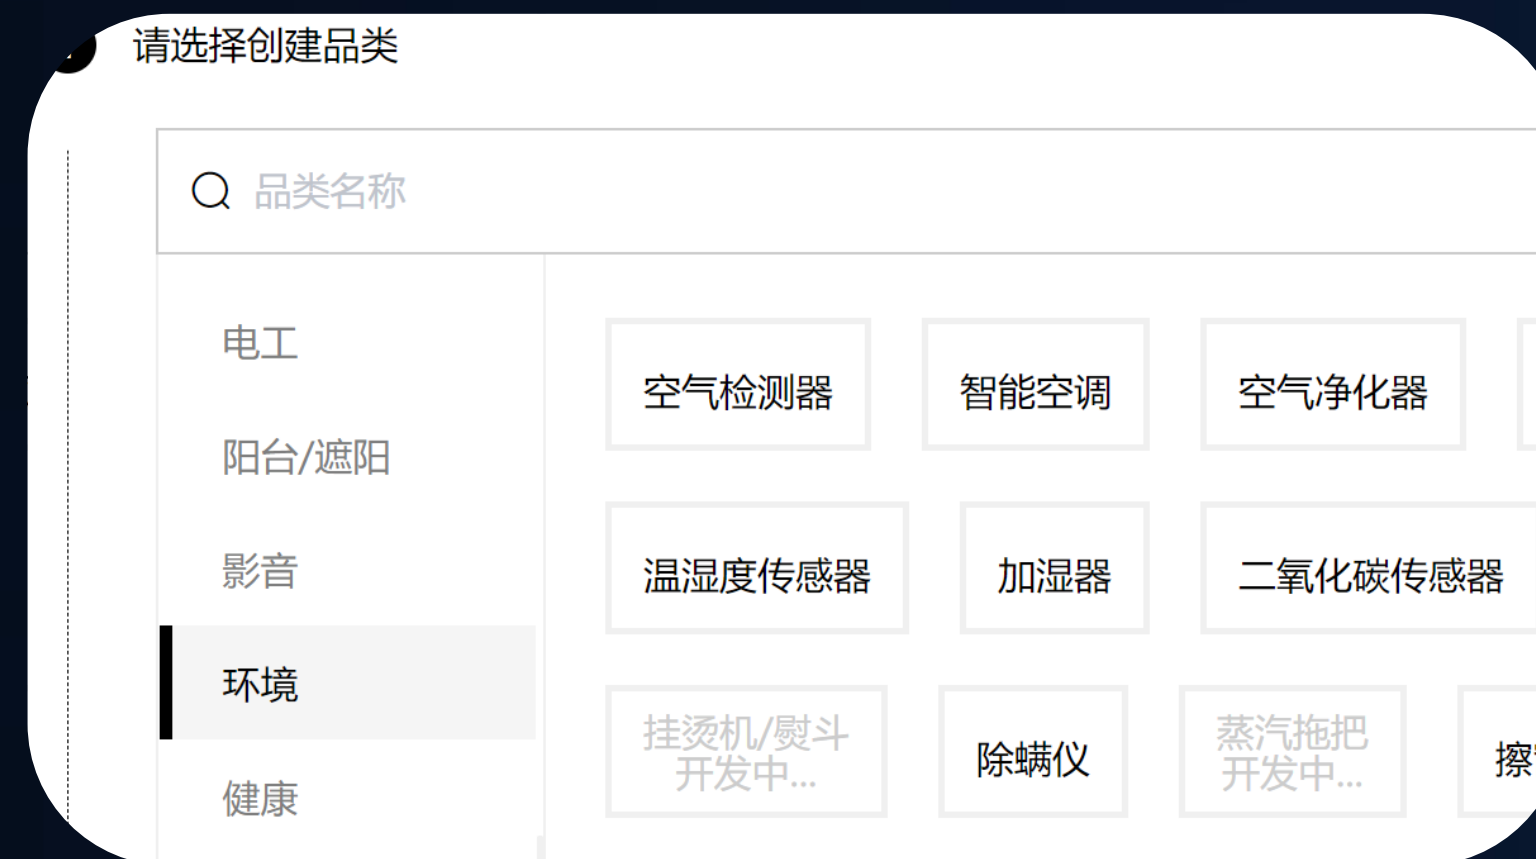 请选择创建品类
品类名称
电工
阳台/遮阳
影音
环境
健康
空气检测器
智能空调
空气净化器
温湿度传感器
加湿器
二氧化碳传感器
挂烫机/熨斗
开发中...
除螨仪
蒸汽拖把
开发中...
擦